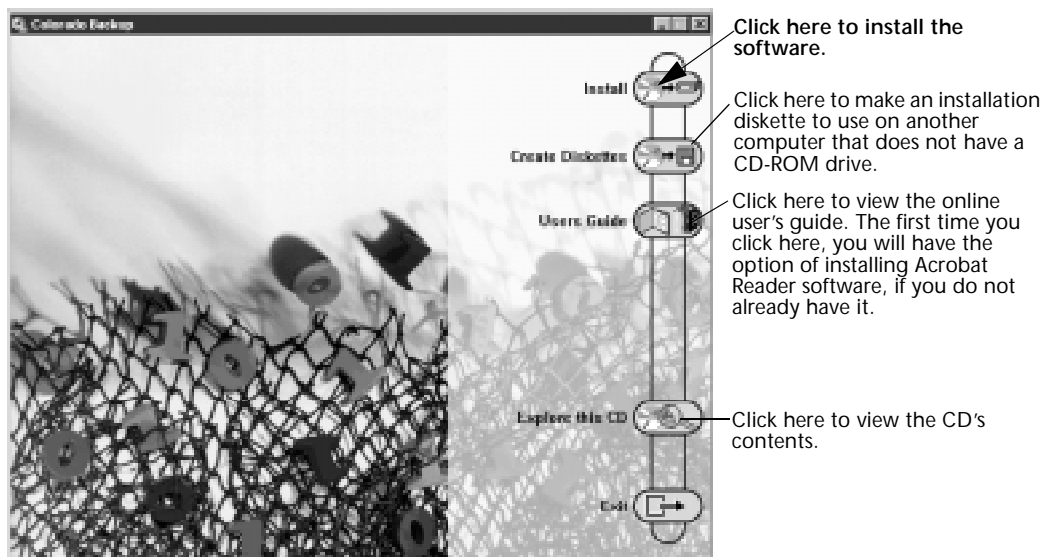 Colorado Backup
Click here to install the
software.
Install
Click here to make an installation
diskette to use on another
computer that does not have a
CD-ROM drive.
Create Diskettes
Click here to view the online
user's guide. The first time you
click here, you will have the
option of installing Acrobat
Reader software, if you do not
already have it.
Users Guide
Explore this CD
Click here to view the CD's
contents.
Exit